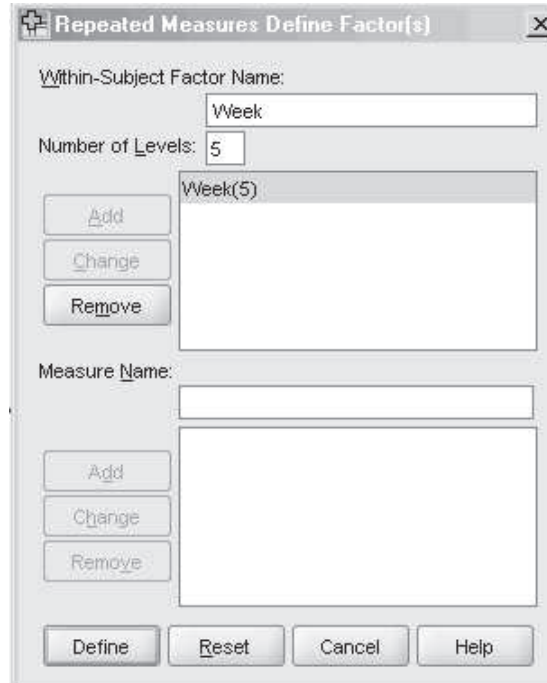 Repeated Measures Define Factor(s)
Within-Subject Factor Name:
Week
Number of Levels: 5
Week(5)
Add
Change
Remove
Measure Name:
Add
Change
Remove
Define Reset Cancel Help